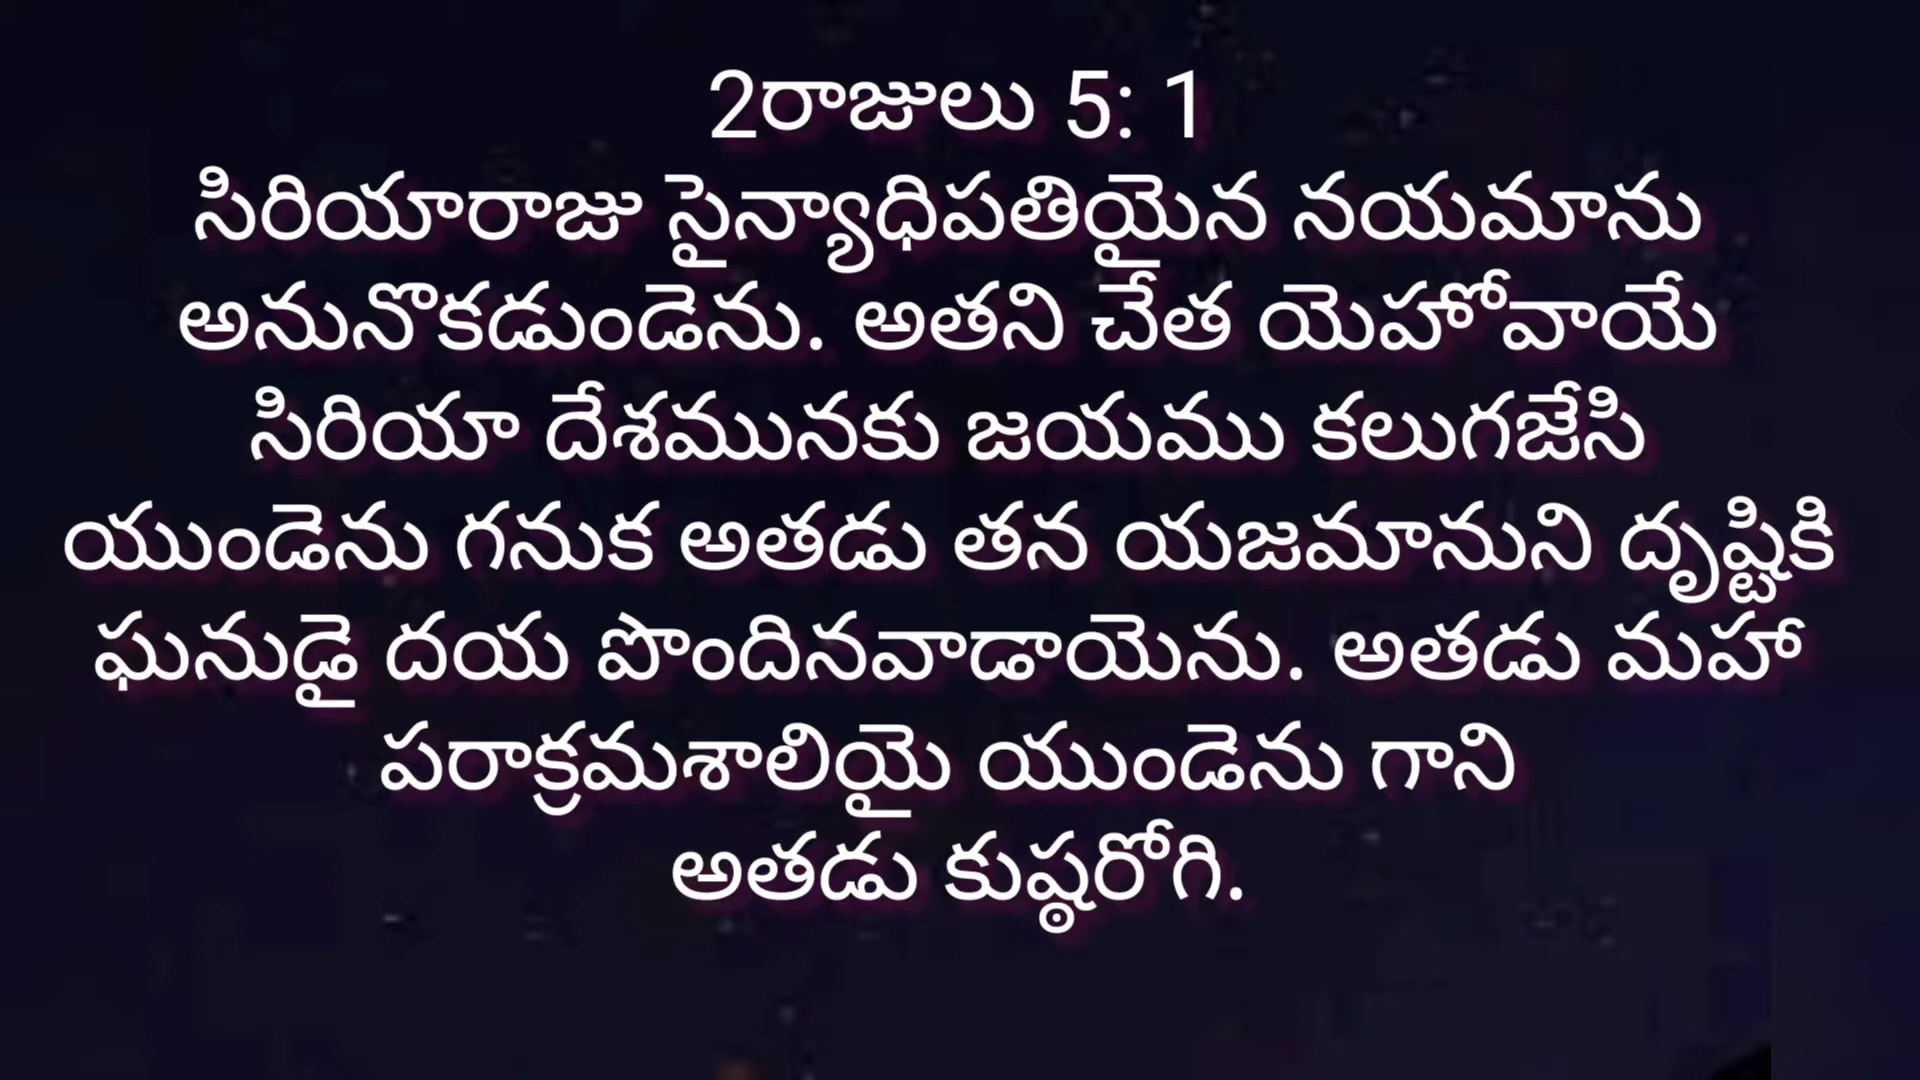 2రాజులు 5: 1
సిరియారాజు సైన్యాధిపతియైన నయమాను
అనునొకడుండెను. అతని చేత యెహోవాయే
సిరియా దేశమునకు జయము కలుగజేసి
యుండెను గనుక అతడు తన యజమానుని దృష్టికి
ఘనుడై దయ పొందినవాడాయెను. అతడు మహా
పరాక్రమశాలియై యుండెను గాని
అతడు కుష్ఠరోగి.